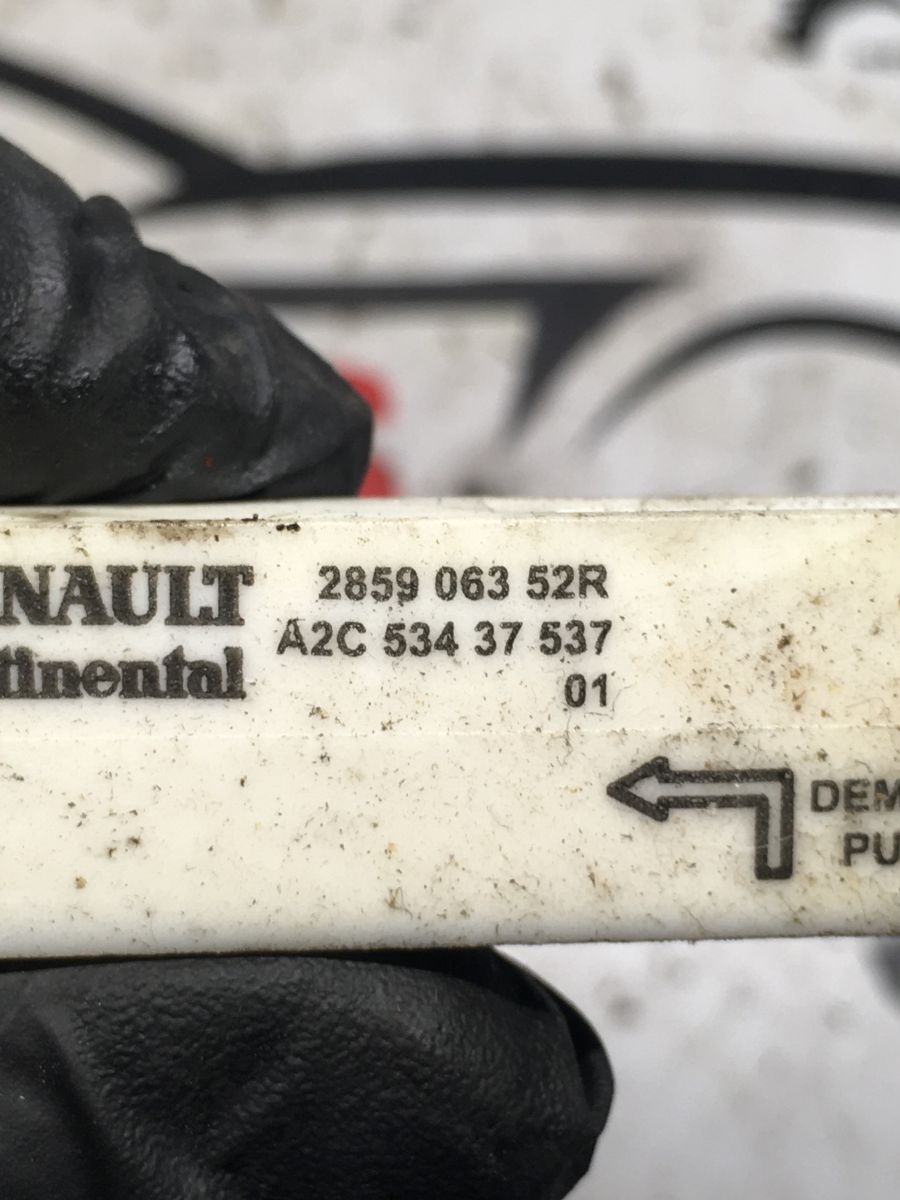 NAULT 2859 063 52R
tinental A2C 534 37 537
01
DEM
PU